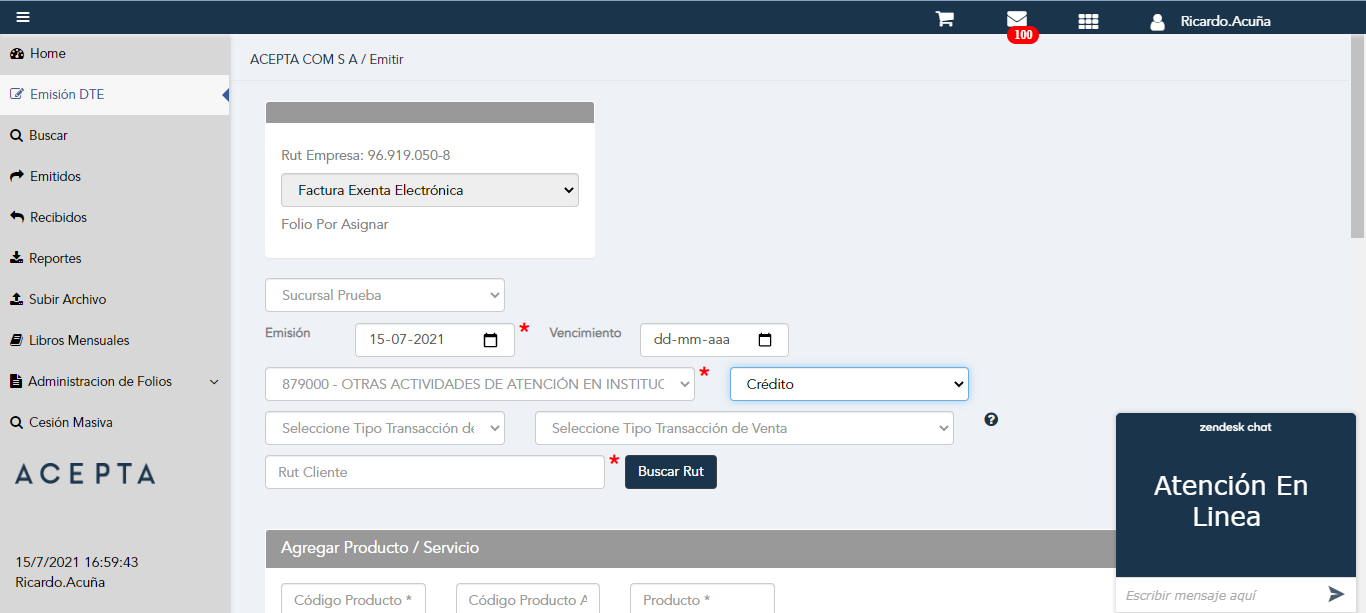 Ricardo.Acuña
100
Home
ACEPTA COM S A / Emitir
Emisión DTE
Buscar
Emitidos
Recibidos
Reportes
Subir Archivo
Libros Mensuales
Administracion de Folios
Cesión Masiva
ACEPTA
15/7/2021 16:59:43
Ricardo.Acuña
Rut Empresa: 96.919.050-8
Factura Exenta Electrónica
Folio Por Asignar
Sucursal Prueba
Emisión 15-07-2021 * Vencimiento dd-mm-aaa
879000 - OTRAS ACTIVIDADES DE ATENCIÓN EN INSTITUC * Crédito
Seleccione Tipo Transacción de Seleccione Tipo Transacción de Venta ?
Rut Cliente * Buscar Rut
Agregar Producto / Servicio
Código Producto * Código Producto A Producto *
zendesk chat
Atención En
Linea
Escribir mensaje aquí